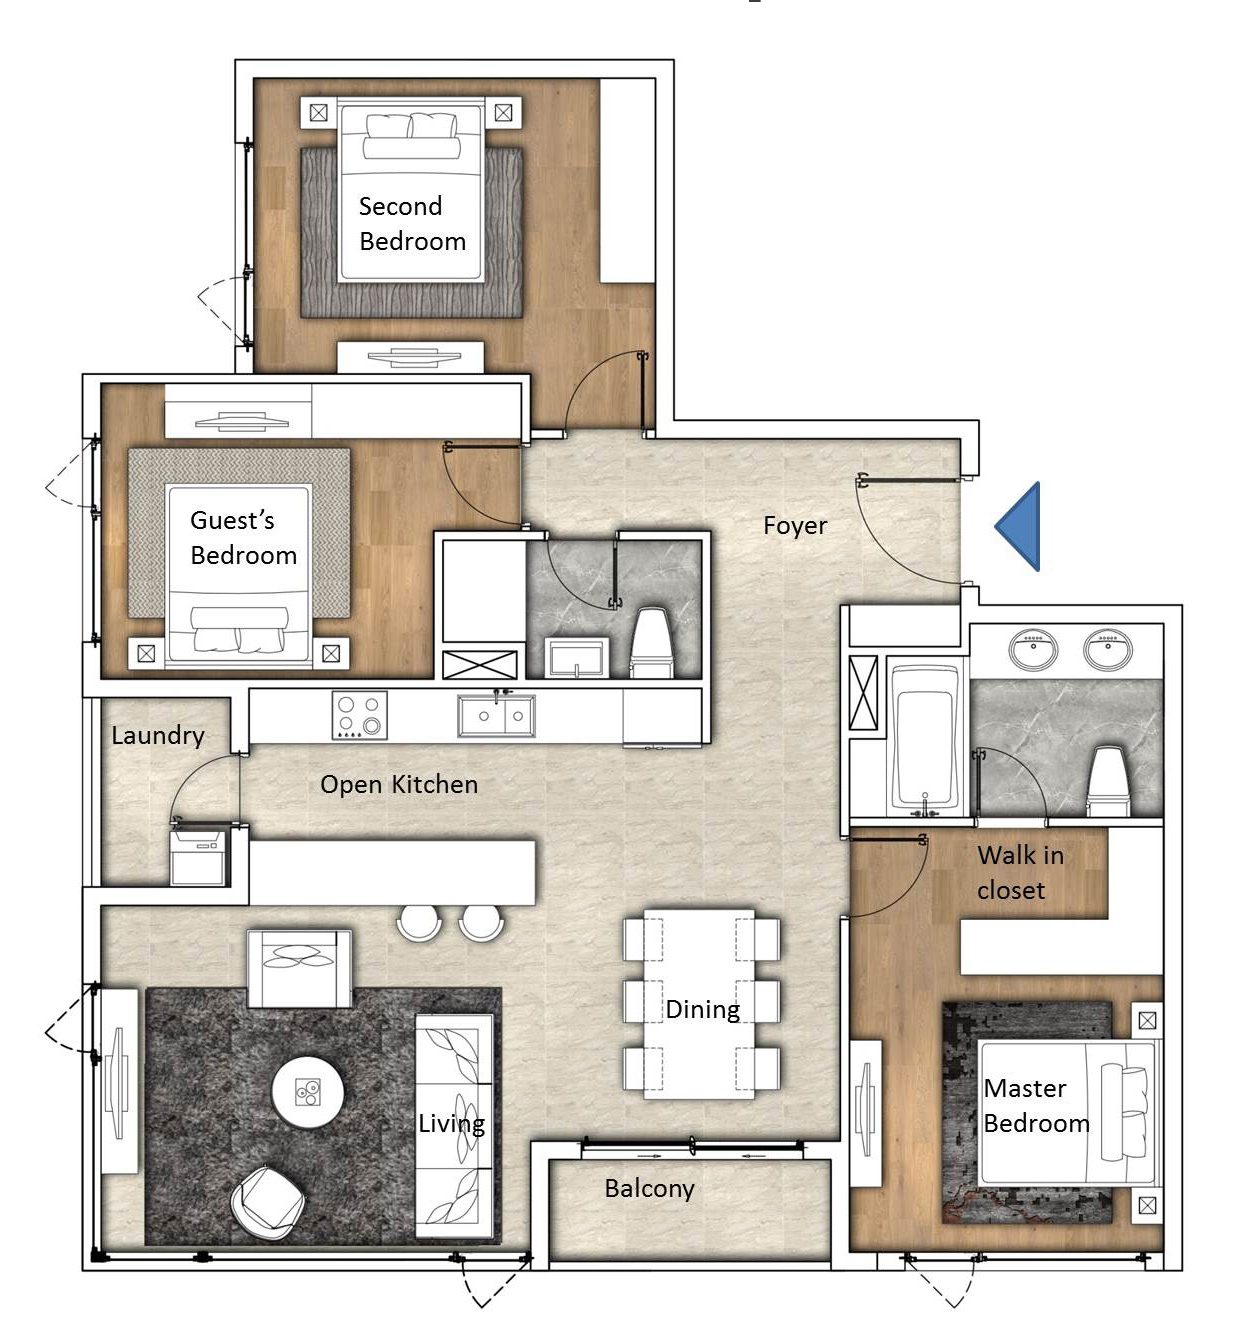 Second
Bedroom
Guest's
Bedroom
Foyer
Laundry
Open Kitchen
Walk in
closet
Dining
Master
Bedroom
Living
Balcony